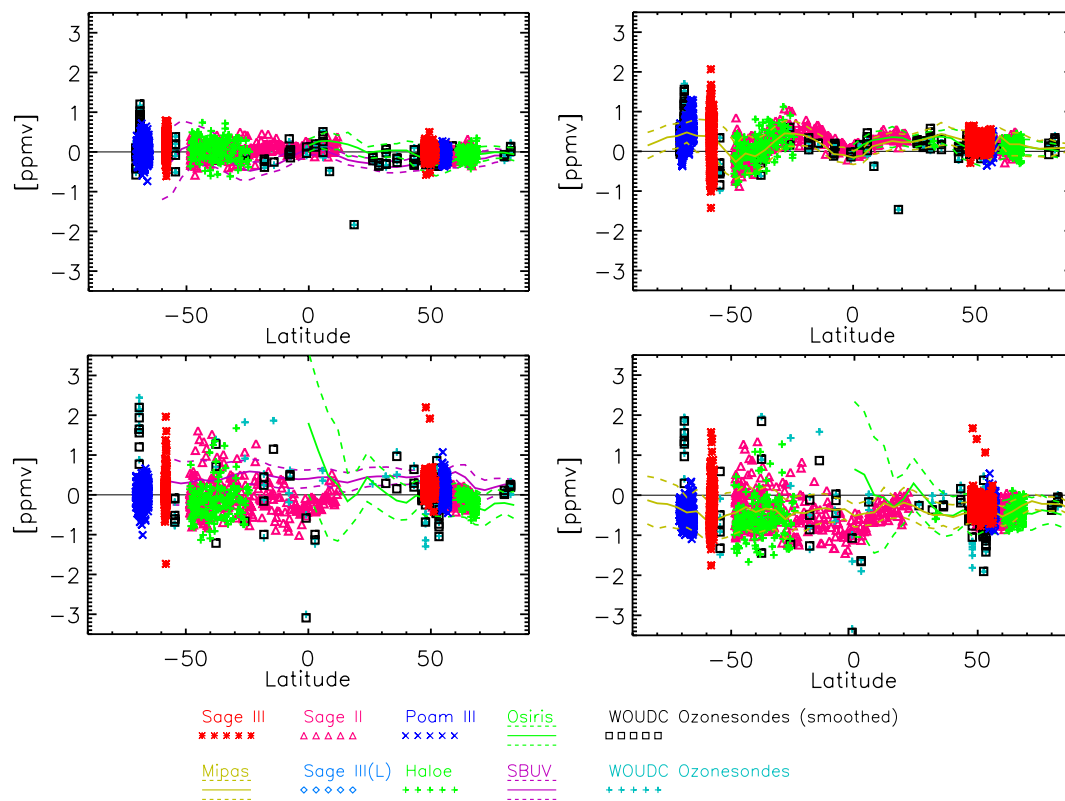 3
2
1
0
−1
−2
−3
[ppmv]
−50 0 50
Latitude
3
2
1
0
−1
−2
−3
[ppmv]
−50 0 50
Latitude
3
2
1
0
−1
−2
−3
[ppmv]
−50 0 50
Latitude
3
2
1
0
−1
−2
−3
[ppmv]
−50 0 50
Latitude
Sage III Sage II Poam III Osiris WOUDC Ozonesondes (smoothed)
Mipas Sage III(L) Haloe SBUV WOUDC Ozonesondes